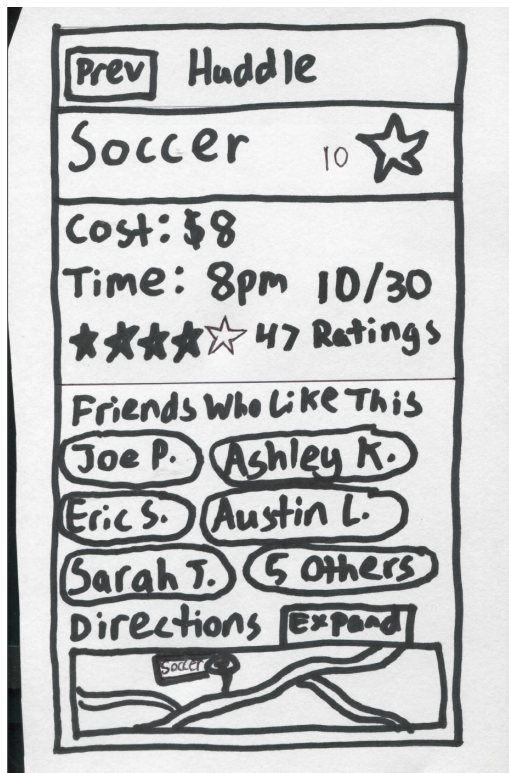 Prev Huddle
Soccer 10
Cost: $8
Time: 8pm 10/30
47 Ratings
Friends Who Like This
Joe P. Ashley K.
Eric S. Austin L.
Sarah J. 5 Others
Directions Expand
Soccer